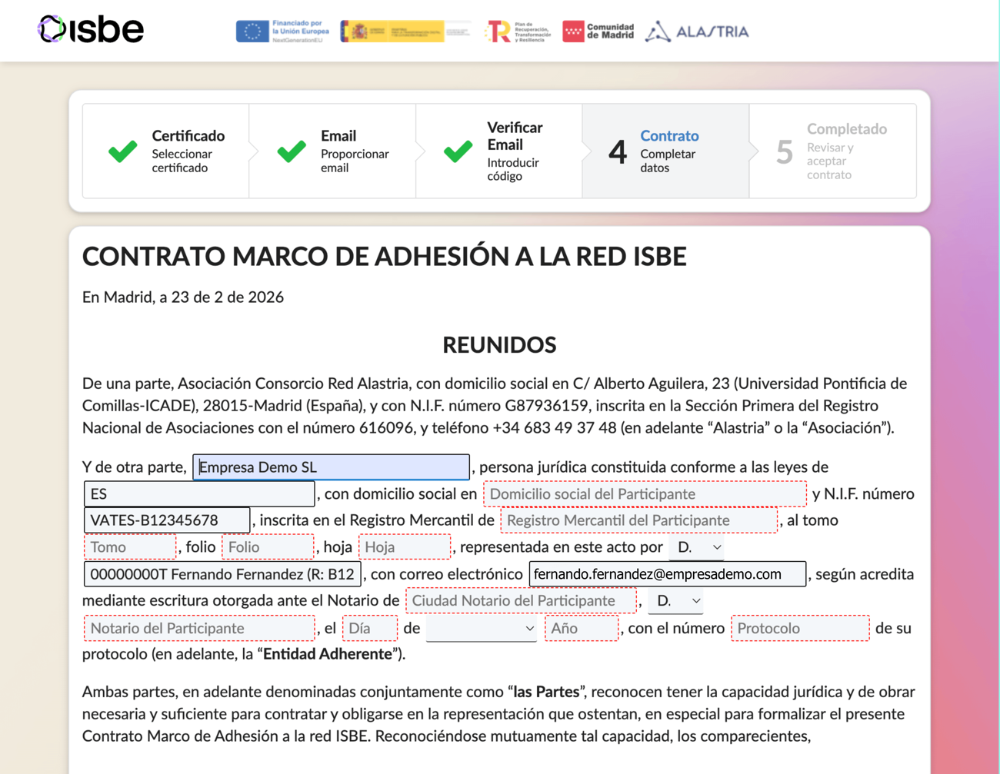 isbe
Financiado por
la Unión Europea
NextGenerationEU
Plan de
Recuperación,
Transformación
y Resiliencia
Comunidad
de Madrid
ALASTRIA
Certificado
Seleccionar
certificado
Email
Proporcionar
email
Verificar
Email
Introducir
código
4
Contrato
Completar
datos
5
Completado
Revisar y
aceptar
contrato
CONTRATO MARCO DE ADHESIÓN A LA RED ISBE
En Madrid, a 23 de 2 de 2026
REUNIDOS
De una parte, Asociación Consorcio Red Alastria, con domicilio social en C/ Alberto Aguilera, 23 (Universidad Pontificia de
Comillas-ICADE), 28015-Madrid (España), y con N.I.F. número G87936159, inscrita en la Sección Primera del Registro
Nacional de Asociaciones con el número 616096, y teléfono +34 683 49 37 48 (en adelante “Alastria” o la “Asociación”).
Y de otra parte, Empresa Demo SL , persona jurídica constituida conforme a las leyes de
ES , con domicilio social en Domicilio social del Participante y N.I.F. número
VATES-B12345678 , inscrita en el Registro Mercantil de Registro Mercantil del Participante , al tomo
Tomo , folio Folio , hoja Hoja , representada en este acto por D.
00000000T Fernando Fernandez (R: B12 , con correo electrónico fernando.fernandez@empresademo.com , según acredita
mediante escritura otorgada ante el Notario de Ciudad Notario del Participante , D.
Notario del Participante , el Día de Año , con el número Protocolo de su
protocolo (en adelante, la “Entidad Adherente”).
Ambas partes, en adelante denominadas conjuntamente como “las Partes”, reconocen tener la capacidad jurídica y de obrar
necesaria y suficiente para contratar y obligarse en la representación que ostentan, en especial para formalizar el presente
Contrato Marco de Adhesión a la red ISBE. Reconociéndose mutuamente tal capacidad, los comparecientes,